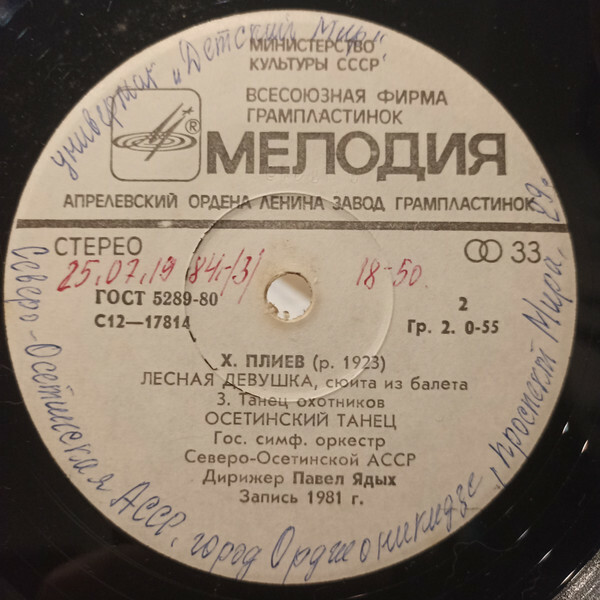 МИНИСТЕРСТВО
КУЛЬТУРЫ СССР
ВСЕСОЮЗНАЯ ФИРМА
ГРАМПЛАСТИНОК
®
МЕЛОДИЯ
АПРЕЛЕВСКИЙ ОРДЕНА ЛЕНИНА ЗАВОД ГРАМПЛАСТИНОК
СТЕРЕО
33
25.07.19 84г. /3/
18-50.
ГОСТ 5289-80
2
С12—17814
Гр. 2. 0-55
Х. ПЛИЕВ (р. 1923)
ЛЕСНАЯ ДЕВУШКА, сюита из балета
3. Танец охотников
ОСЕТИНСКИЙ ТАНЕЦ
Гос. симф. оркестр
Северо-Осетинской АССР
Дирижер Павел Ядых
Запись 1981 г.
универмаг „Детский Мир".
Северо-Осетинская АССР, город Орджоникидзе, проспект Мира, 29.